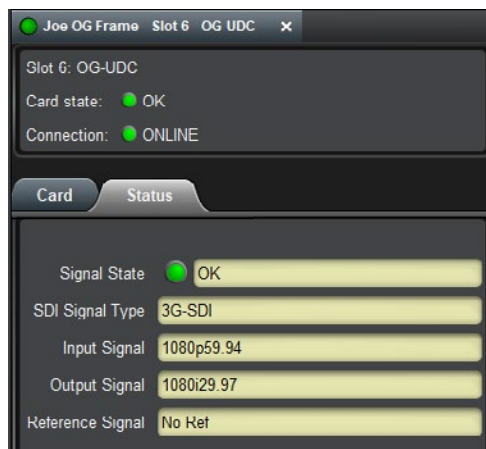 Joe OG Frame Slot 6 OG UDC ×
Slot 6: OG-UDC
Card state: OK
Connection: ONLINE
Card Status
Signal State OK
SDI Signal Type 3G-SDI
Input Signal 1080p59.94
Output Signal 1080i29.97
Reference Signal No Ref